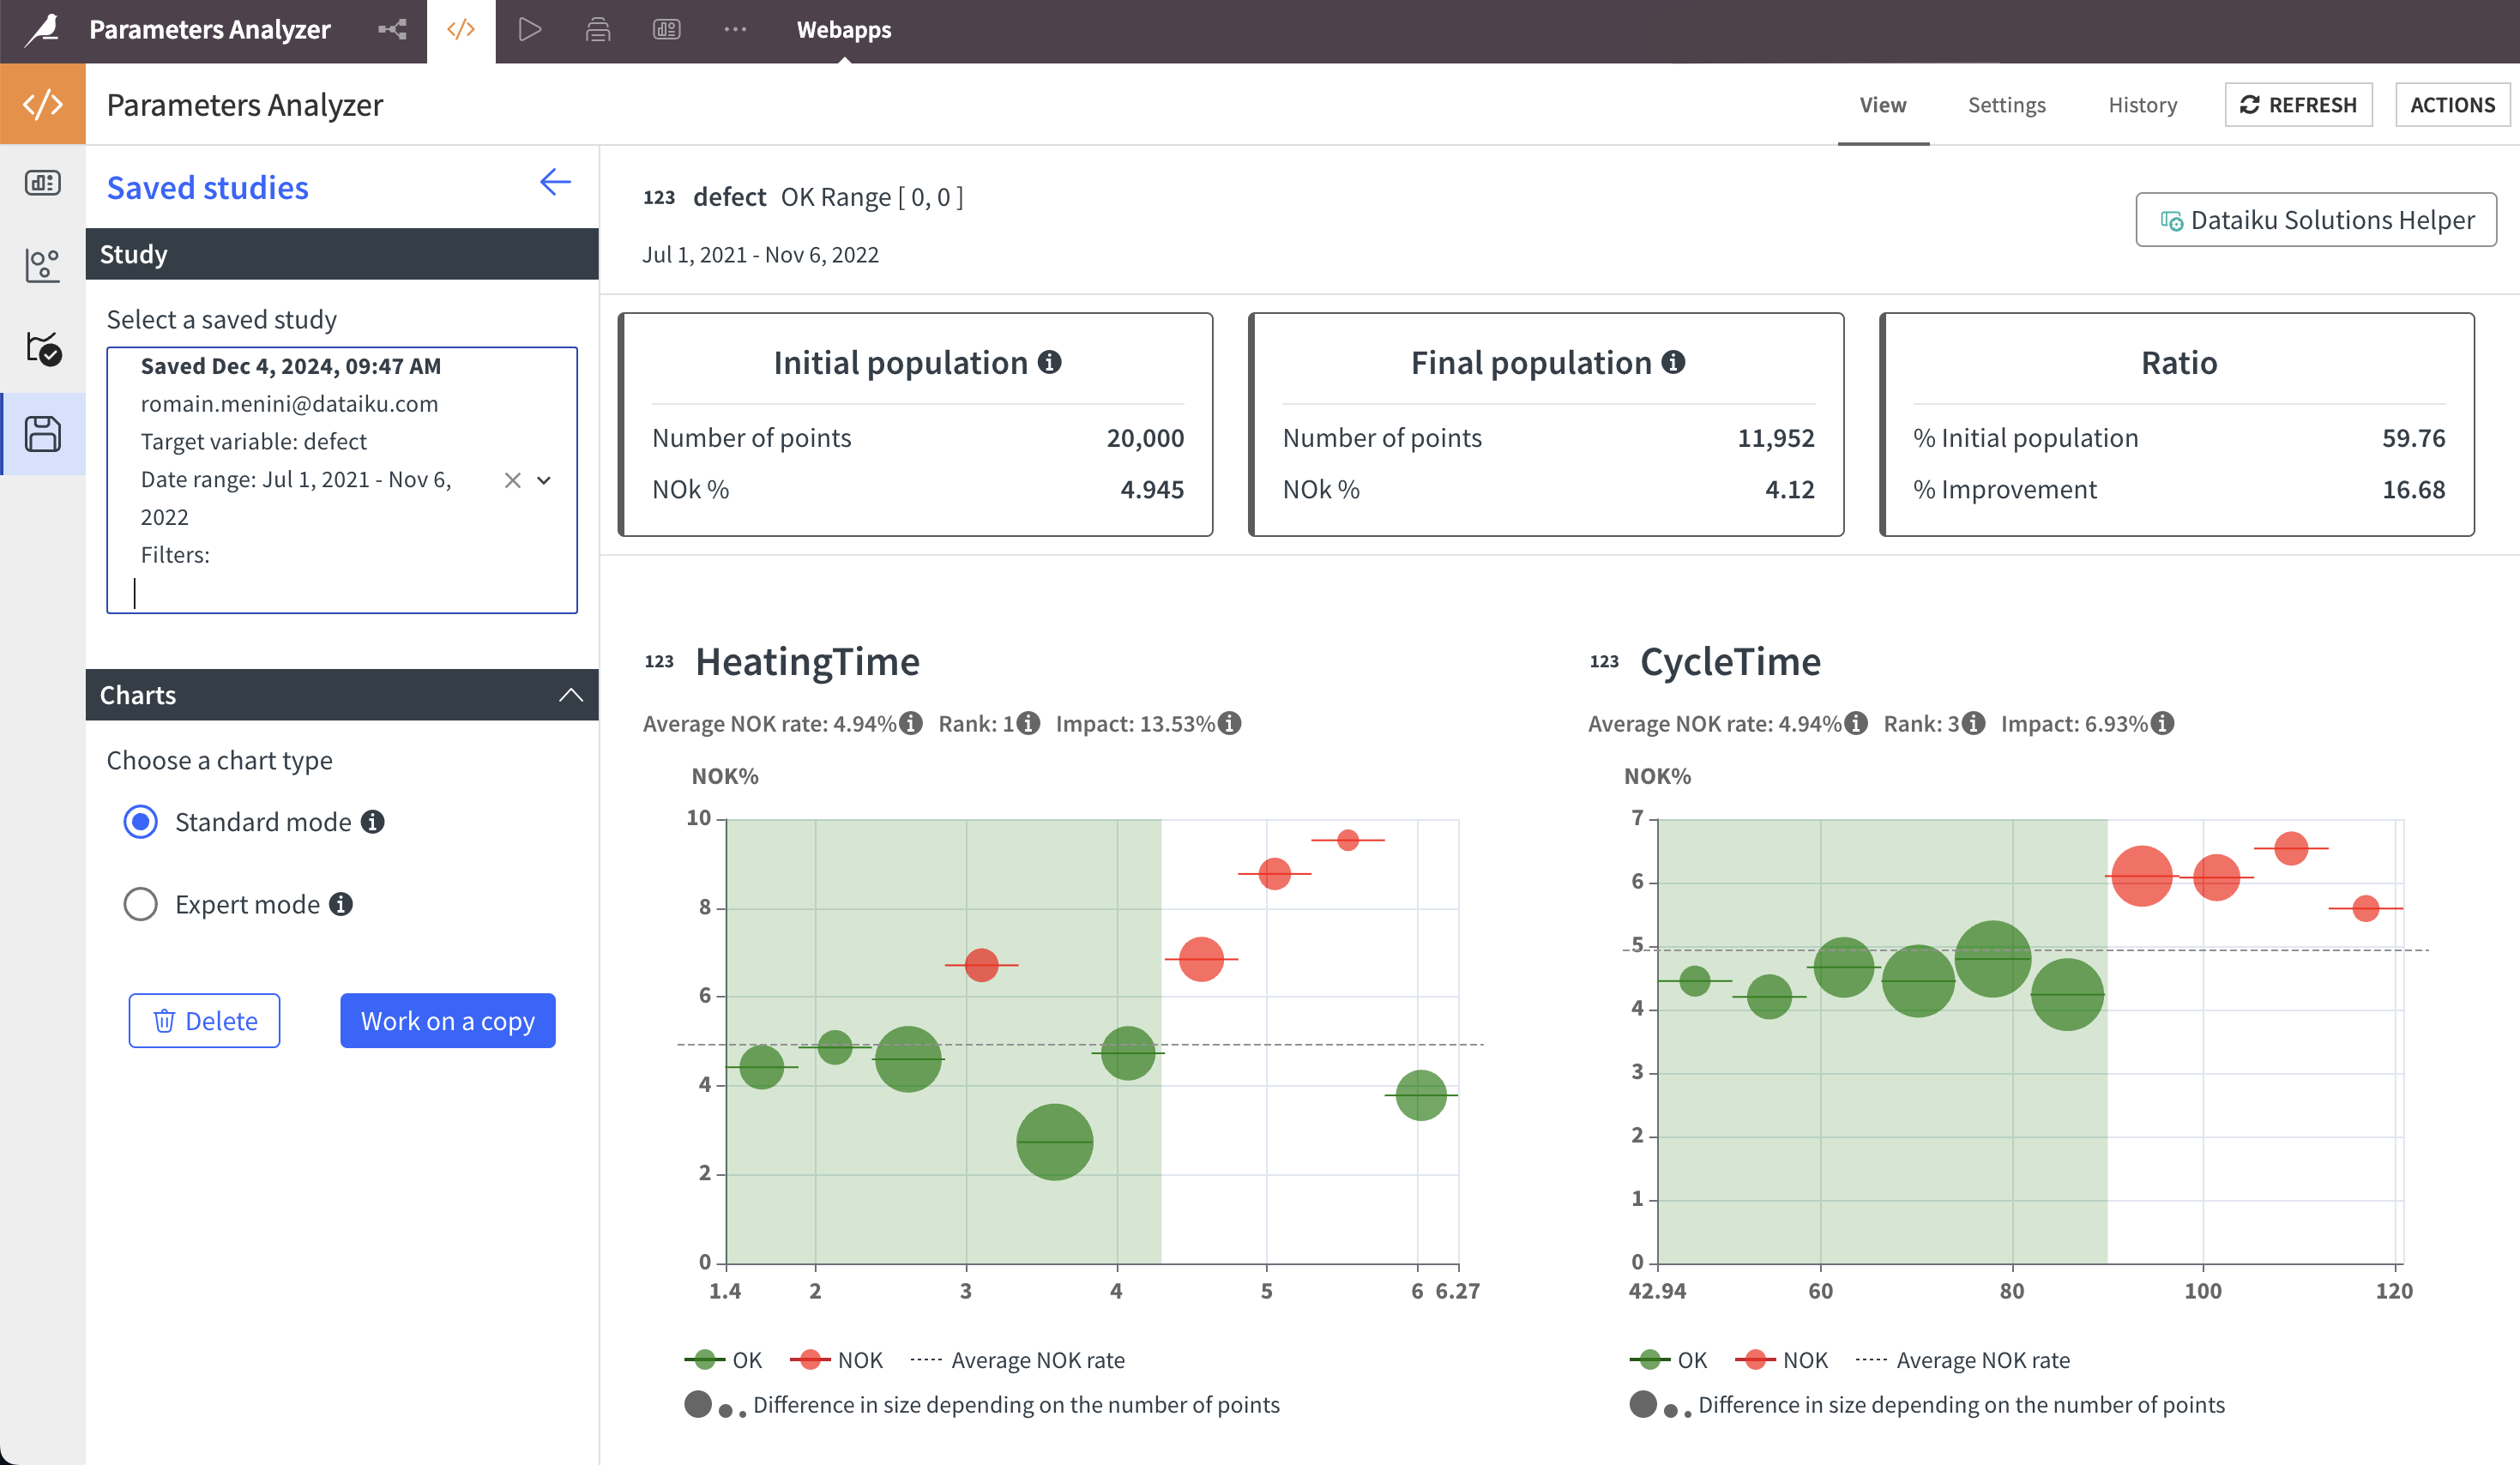 Parameters Analyzer
Webapps
Parameters Analyzer
View
Settings
History
REFRESH
ACTIONS
Saved studies
Study
Select a saved study
Saved Dec 4, 2024, 09:47 AM
romain.menini@dataiku.com
Target variable: defect
Date range: Jul 1, 2021 - Nov 6,
2022
Filters:
Charts
Choose a chart type
Standard mode
Expert mode
Delete
Work on a copy
123 defect OK Range [ 0, 0 ]
Jul 1, 2021 - Nov 6, 2022
Dataiku Solutions Helper
Initial population
Number of points 20,000
NOk % 4.945
Final population
Number of points 11,952
NOk % 4.12
Ratio
% Initial population 59.76
% Improvement 16.68
123 HeatingTime
Average NOK rate: 4.94% Rank: 1 Impact: 13.53%
NOK%
10
8
6
4
2
0
1.4 2 3 4 5 6 6.27
OK NOK Average NOK rate
Difference in size depending on the number of points
123 CycleTime
Average NOK rate: 4.94% Rank: 3 Impact: 6.93%
NOK%
7
6
5
4
3
2
1
0
42.94 60 80 100 120
OK NOK Average NOK rate
Difference in size depending on the number of points